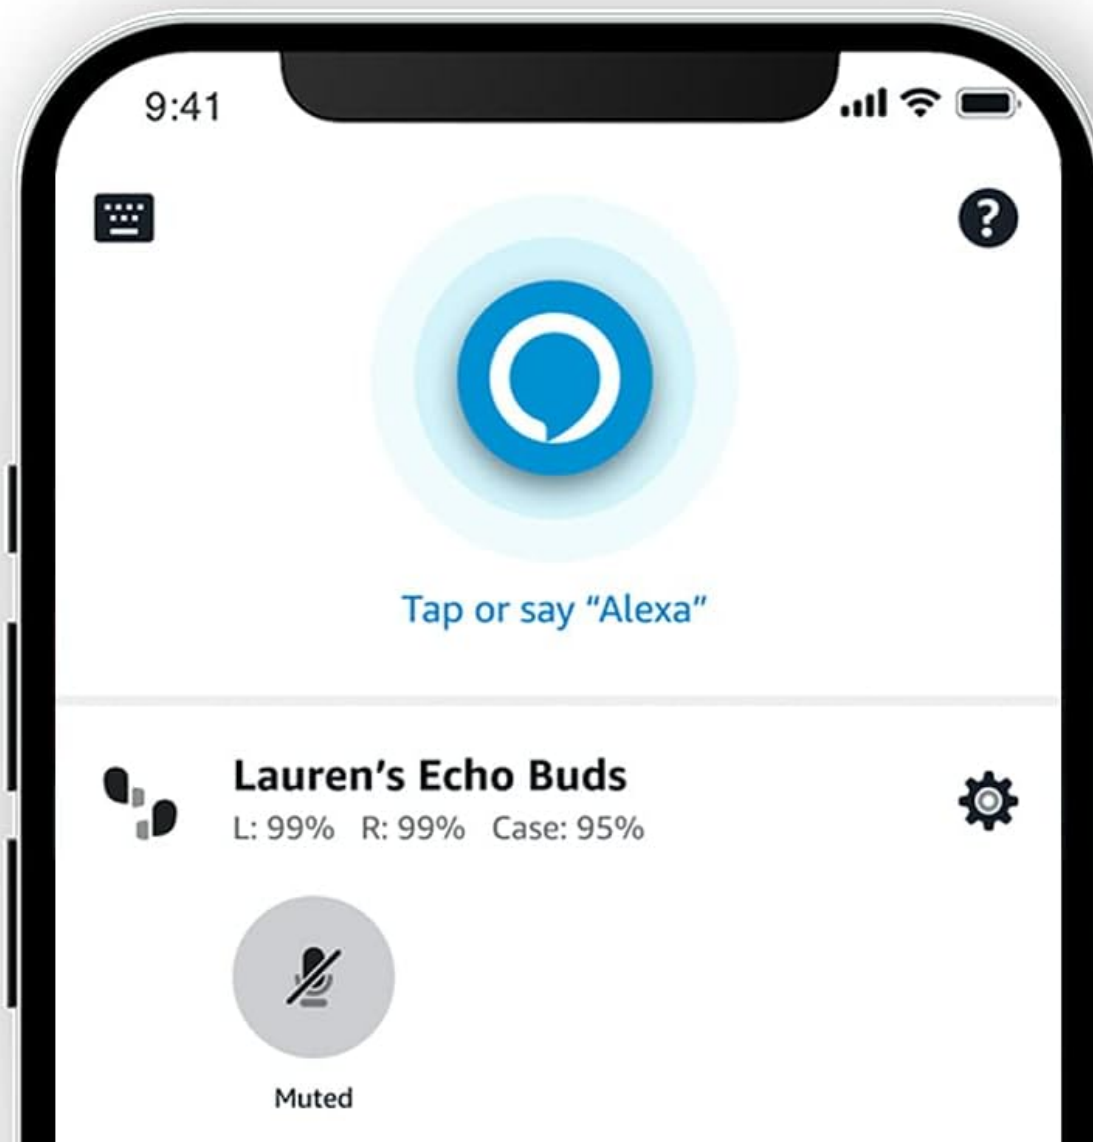 9:41
?
Tap or say “Alexa”
Lauren’s Echo Buds
L: 99% R: 99% Case: 95%
Muted